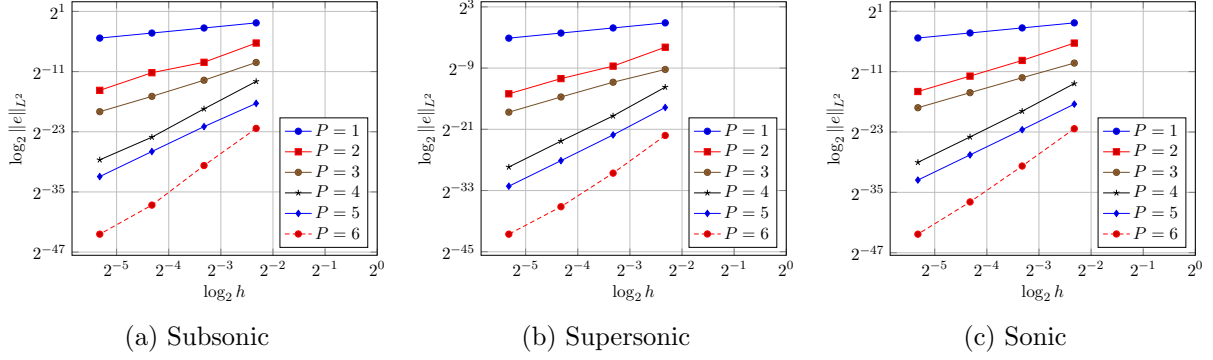 2^1
2^−11
2^−23
2^−35
2^−47
log_2 ||e||_{L^2}
2^−5 2^−4 2^−3 2^−2 2^−1 2^0
log_2 h
P = 1
P = 2
P = 3
P = 4
P = 5
P = 6
(a) Subsonic
2^3
2^−9
2^−21
2^−33
2^−45
log_2 ||e||_{L^2}
2^−5 2^−4 2^−3 2^−2 2^−1 2^0
log_2 h
P = 1
P = 2
P = 3
P = 4
P = 5
P = 6
(b) Supersonic
2^1
2^−11
2^−23
2^−35
2^−47
log_2 ||e||_{L^2}
2^−5 2^−4 2^−3 2^−2 2^−1 2^0
log_2 h
P = 1
P = 2
P = 3
P = 4
P = 5
P = 6
(c) Sonic